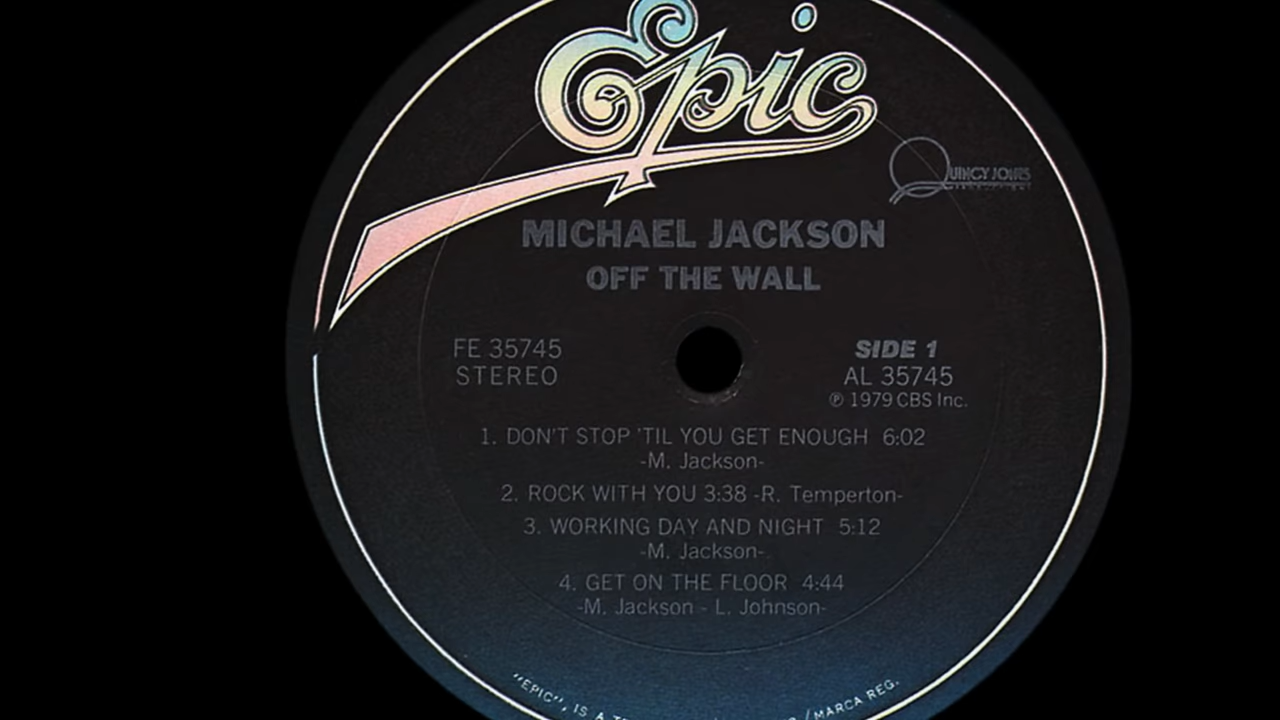 Epic
QUINCY JONES
PRODUCTIONS
MICHAEL JACKSON
OFF THE WALL
FE 35745
STEREO
SIDE 1
AL 35745
℗ 1979 CBS Inc.
1. DON'T STOP 'TIL YOU GET ENOUGH 6:02
-M. Jackson-
2. ROCK WITH YOU 3:38 -R. Temperton-
3. WORKING DAY AND NIGHT 5:12
-M. Jackson-
4. GET ON THE FLOOR 4:44
-M. Jackson - L. Johnson-
"EPIC", IS A / MARCA REG.